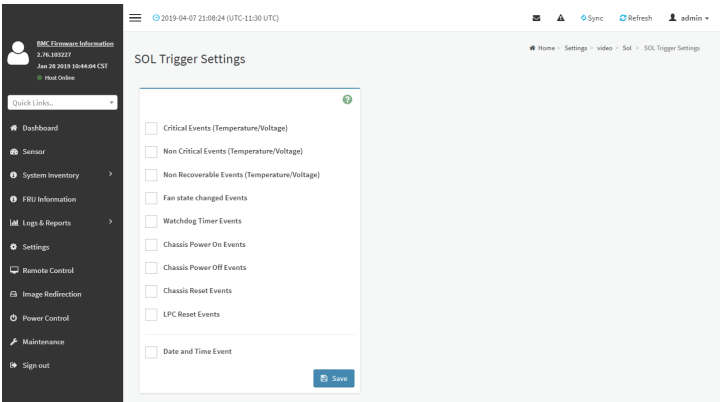 BMC Firmware Information
2.76.103227
Jan 28 2019 10:44:04 CST
Host Online
Quick Links..
Dashboard
Sensor
System Inventory
FRU Information
Logs & Reports
Settings
Remote Control
Image Redirection
Power Control
Maintenance
Sign out
2019-04-07 21:08:24 (UTC-11:30 UTC)
Sync
Refresh
admin
SOL Trigger Settings
Home > Settings > video > Sol > SOL Trigger Settings
?
Critical Events (Temperature/Voltage)
Non Critical Events (Temperature/Voltage)
Non Recoverable Events (Temperature/Voltage)
Fan state changed Events
Watchdog Timer Events
Chassis Power On Events
Chassis Power Off Events
Chassis Reset Events
LPC Reset Events
Date and Time Event
Save